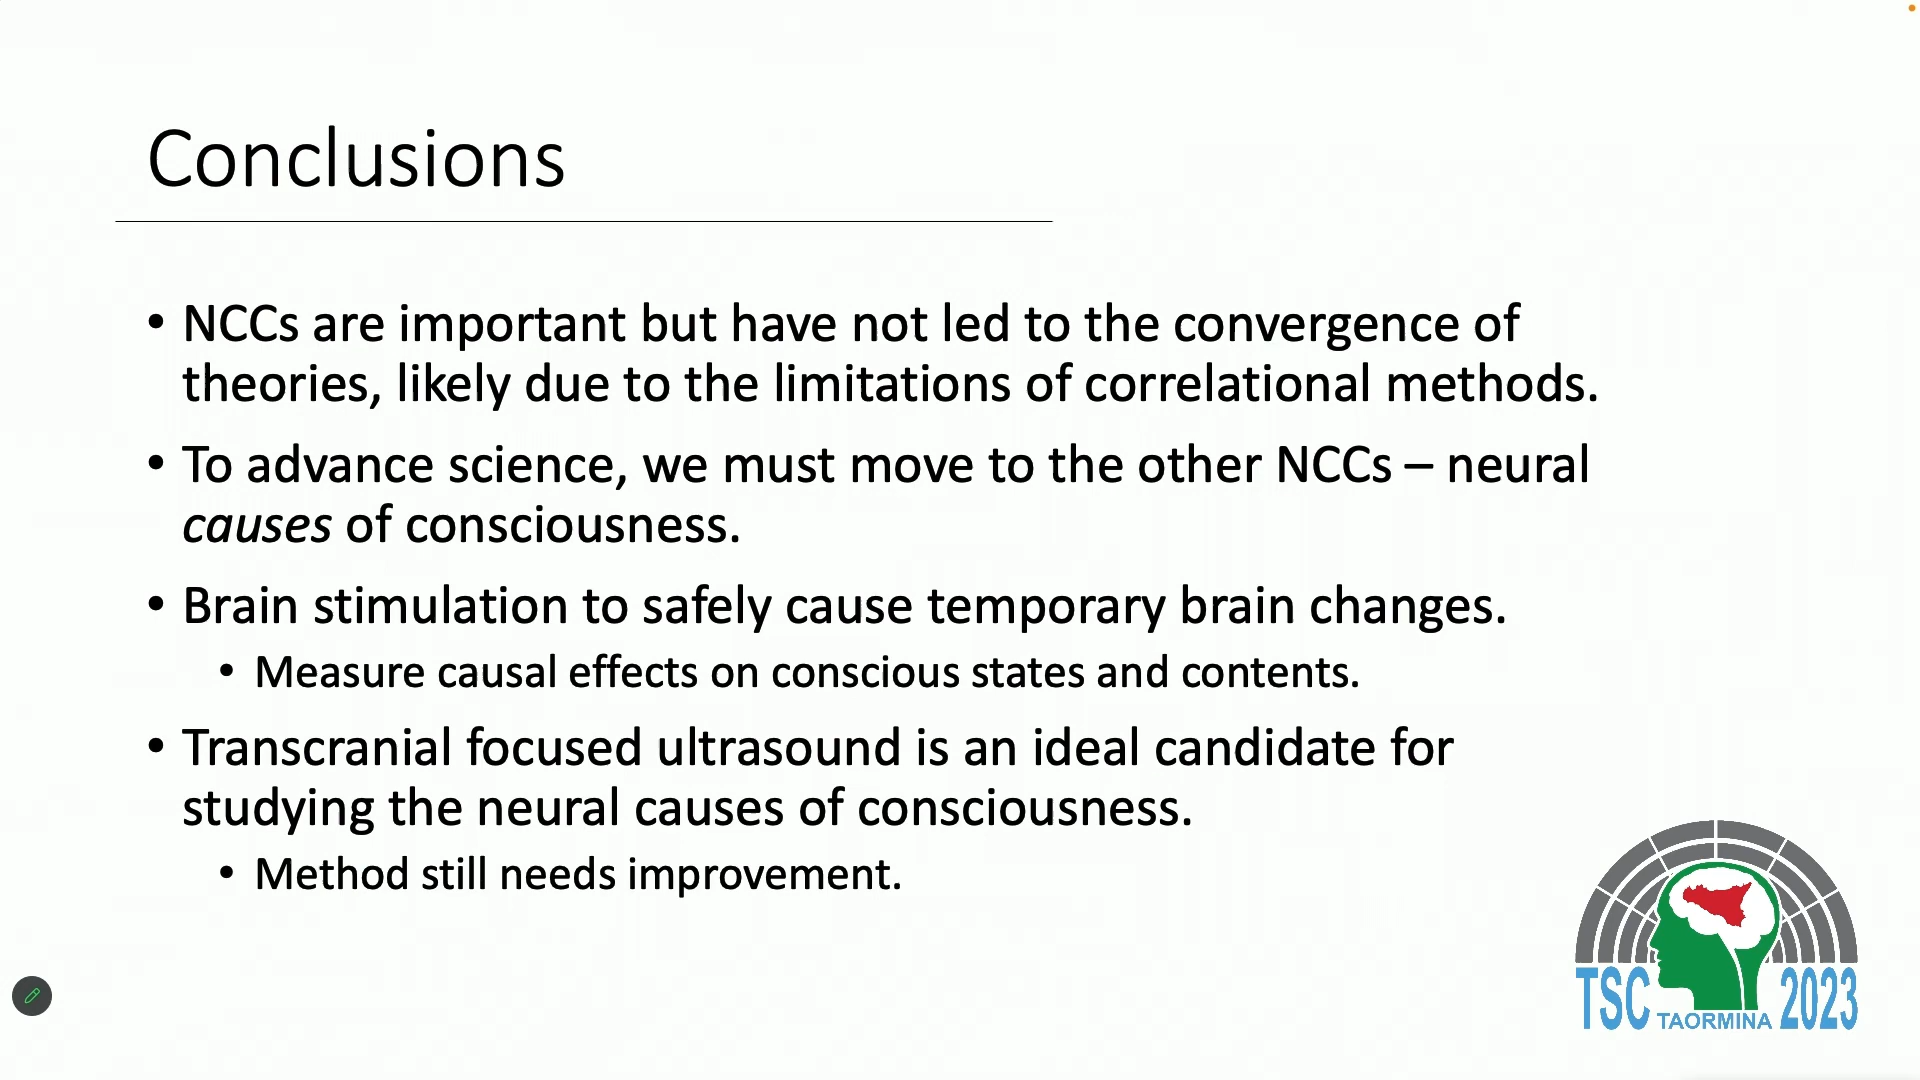 Conclusions
• NCCs are important but have not led to the convergence of
theories, likely due to the limitations of correlational methods.
• To advance science, we must move to the other NCCs – neural
causes of consciousness.
• Brain stimulation to safely cause temporary brain changes.
• Measure causal effects on conscious states and contents.
• Transcranial focused ultrasound is an ideal candidate for
studying the neural causes of consciousness.
• Method still needs improvement.
TSC TAORMINA 2023